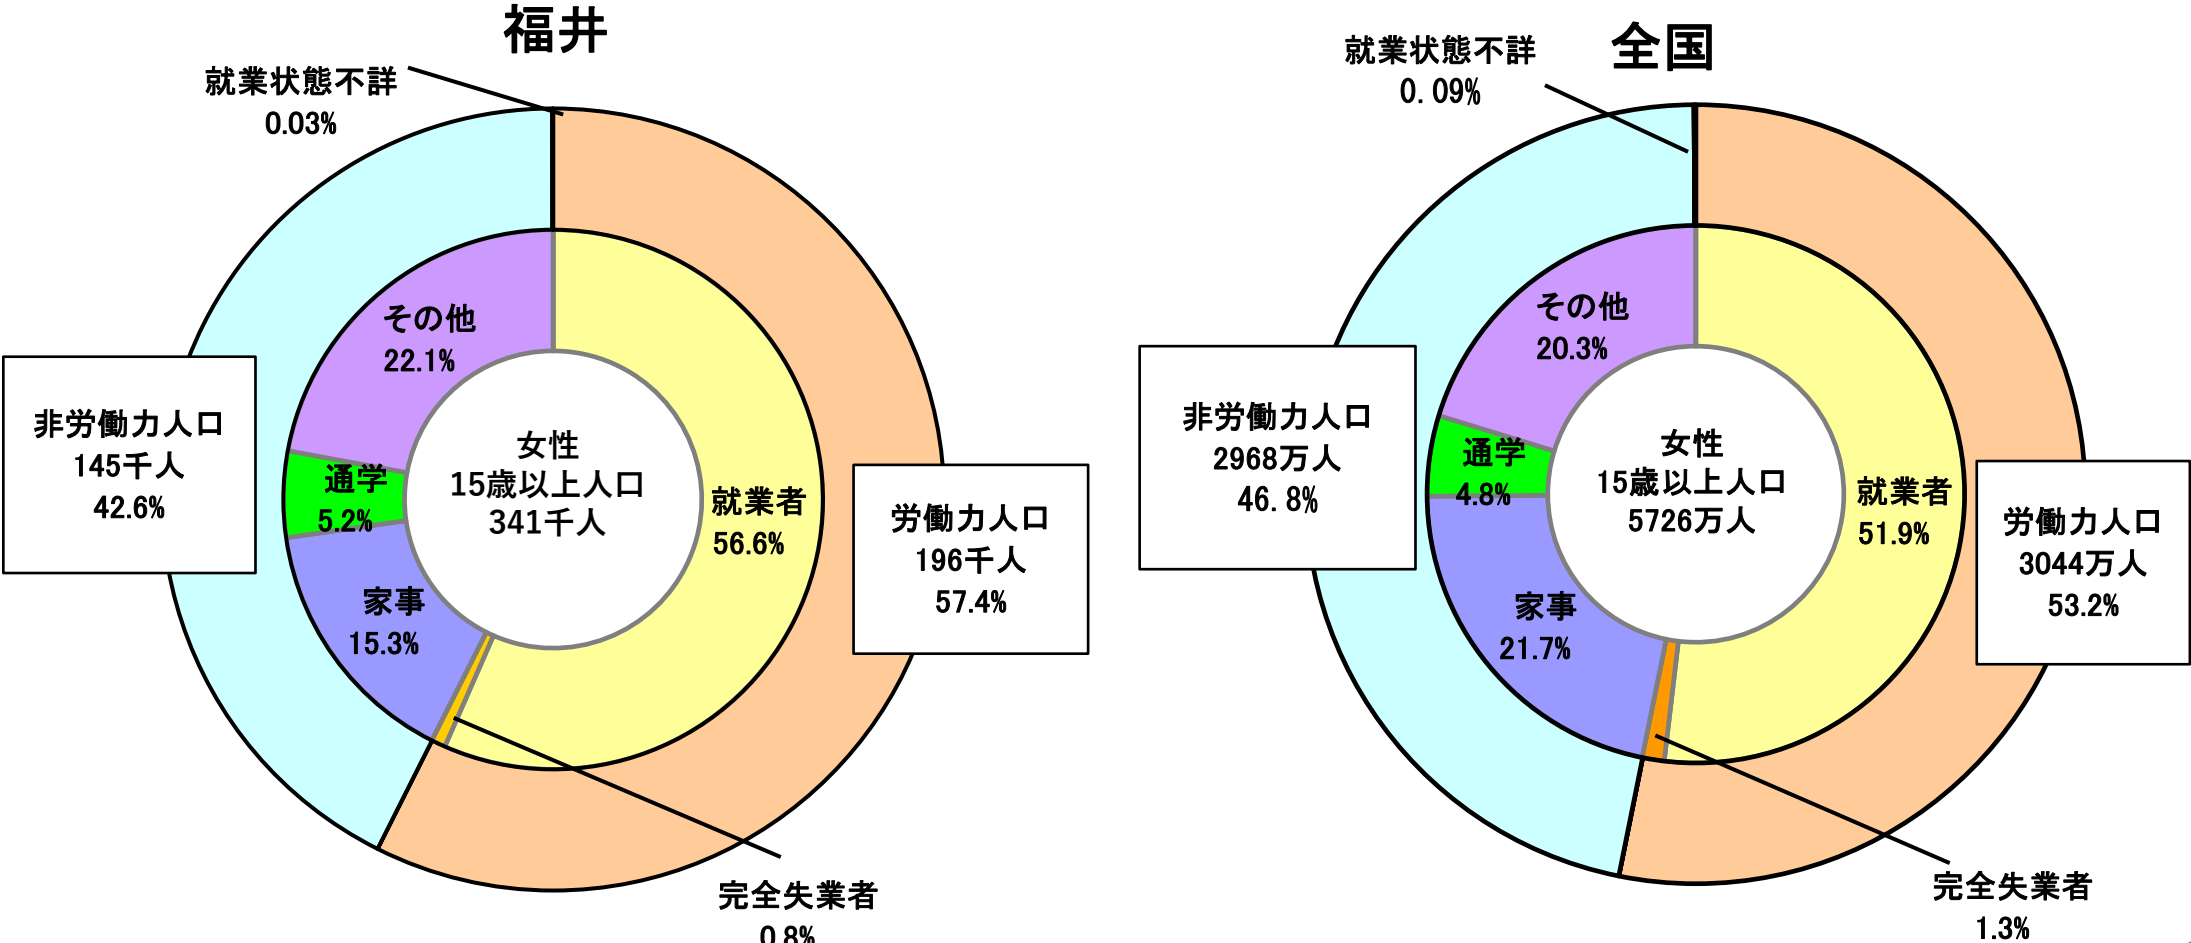 福井
就業状態不詳
0.03%
その他
22.1%
非労働力人口
145千人
42.6%
通学
5.2%
女性
15歳以上人口
341千人
就業者
56.6%
労働力人口
196千人
57.4%
家事
15.3%
完全失業者
0.8%
全国
就業状態不詳
0.09%
その他
20.3%
非労働力人口
2968万人
46.8%
通学
4.8%
女性
15歳以上人口
5726万人
就業者
51.9%
労働力人口
3044万人
53.2%
家事
21.7%
完全失業者
1.3%